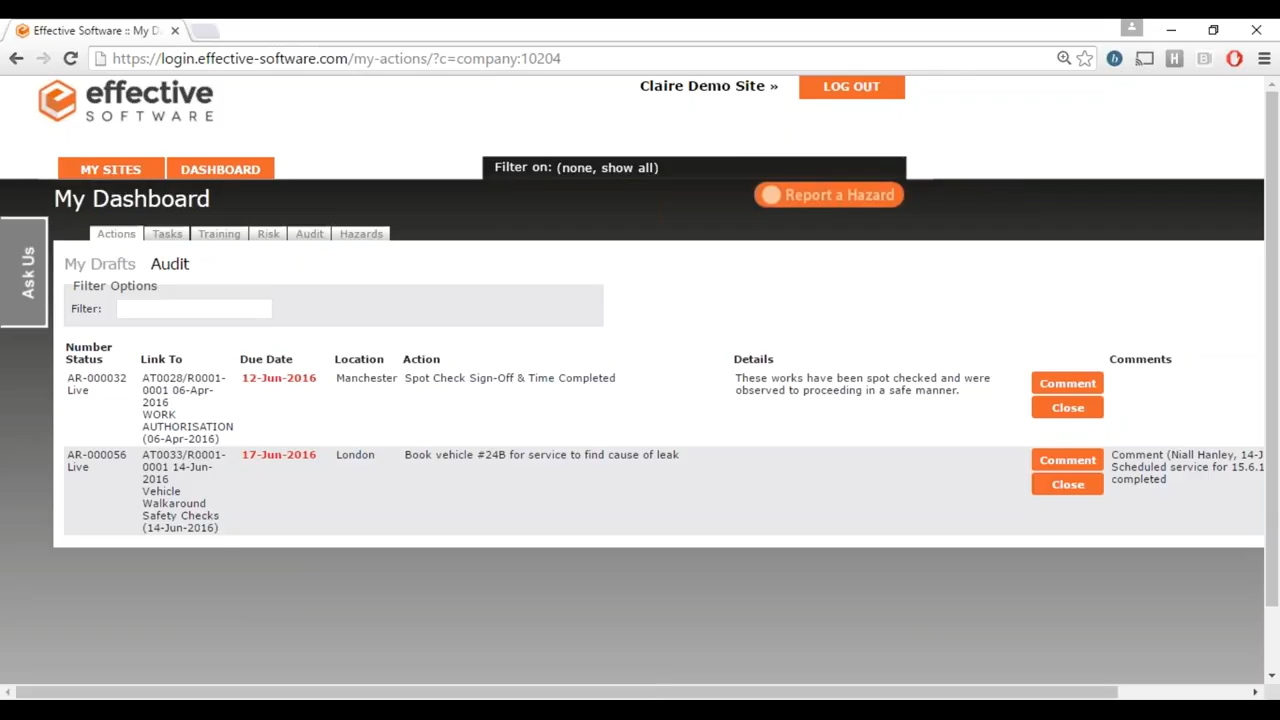 Effective Software :: My D
https://login.effective-software.com/my-actions/?c=company:10204
effective
SOFTWARE
Claire Demo Site »
LOG OUT
MY SITES
DASHBOARD
Filter on: (none, show all)
My Dashboard
Report a Hazard
Ask Us
Actions
Tasks
Training
Risk
Audit
Hazards
My Drafts
Audit
Filter Options
Filter:
Number
Status
Link To
Due Date
Location
Action
Details
Comments
AR-000032
Live
AT0028/R0001-
0001 06-Apr-
2016
WORK
AUTHORISATION
(06-Apr-2016)
12-Jun-2016
Manchester
Spot Check Sign-Off & Time Completed
These works have been spot checked and were
observed to proceeding in a safe manner.
Comment
Close
AR-000056
Live
AT0033/R0001-
0001 14-Jun-
2016
Vehicle
Walkaround
Safety Checks
(14-Jun-2016)
17-Jun-2016
London
Book vehicle #24B for service to find cause of leak
Comment
Close
Comment (Niall Hanley, 14-J
Scheduled service for 15.6.1
completed